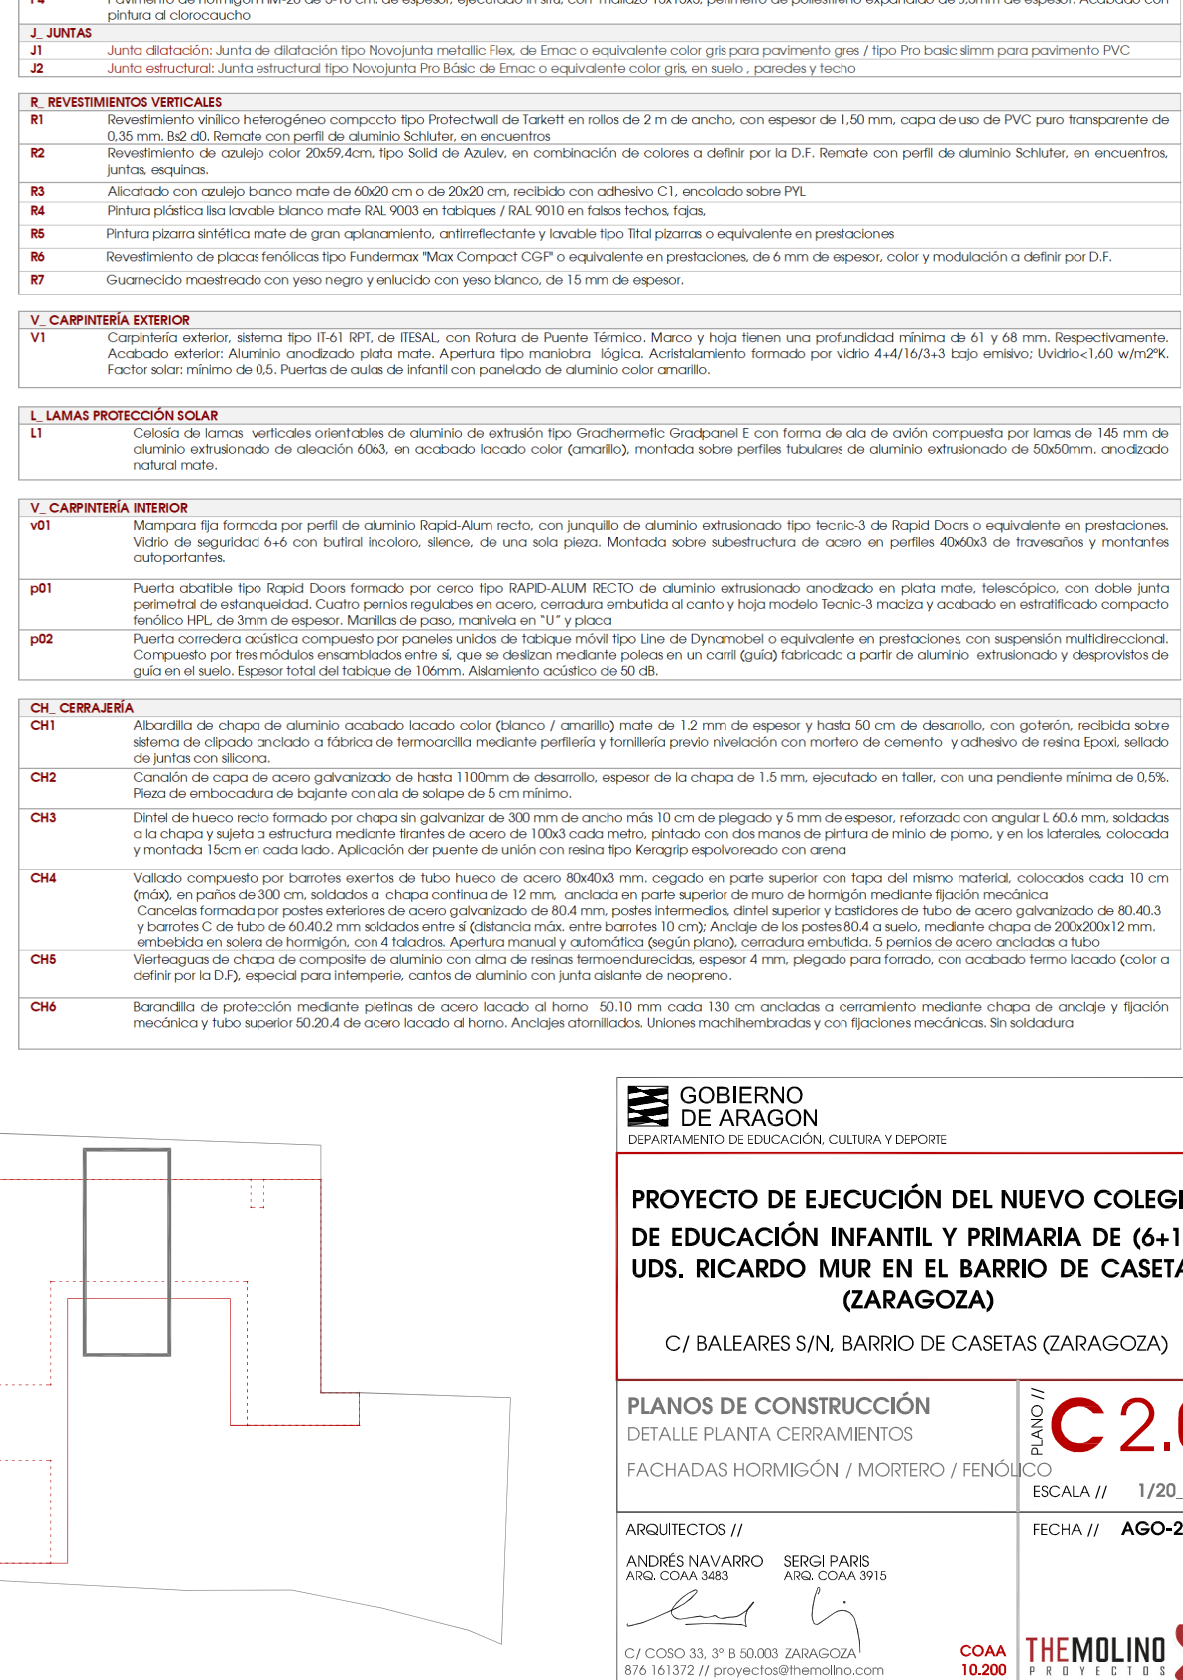 Pavimento de hormigón HM-20 de 5-10 cm. de espesor, ejecutado in situ, con mallazo 15x15x5, perímetro de poliestireno expandido de 0,5mm de espesor. Acabado con
pintura al clorocaucho
J_ JUNTAS
J1 Junta dilatación: Junta de dilatación tipo Novojunta metallic Flex, de Emac o equivalente color gris para pavimento gres / tipo Pro basic slimm para pavimento PVC
J2 Junta estructural: Junta estructural tipo Novojunta Pro Básic de Emac o equivalente color gris, en suelo , paredes y techo
R_ REVESTIMIENTOS VERTICALES
R1 Revestimiento vinílico heterogéneo compacto tipo Protectwall de Tarkett en rollos de 2 m de ancho, con espesor de 1,50 mm, capa de uso de PVC puro transparente de
0,35 mm. Bs2 d0. Remate con perfil de aluminio Schluter, en encuentros
R2 Revestimiento de azulejo color 20x59,4cm, tipo Solid de Azulev, en combinación de colores a definir por la D.F. Remate con perfil de aluminio Schluter, en encuentros,
juntas, esquinas.
R3 Alicatado con azulejo banco mate de 60x20 cm o de 20x20 cm, recibido con adhesivo C1, encolado sobre PYL
R4 Pintura plástica lisa lavable blanco mate RAL 9003 en tabiques / RAL 9010 en falsos techos, fajas,
R5 Pintura pizarra sintética mate de gran aplanamiento, antirreflectante y lavable tipo Tital pizarras o equivalente en prestaciones
R6 Revestimiento de placas fenólicas tipo Fundermax "Max Compact CGF" o equivalente en prestaciones, de 6 mm de espesor, color y modulación a definir por D.F.
R7 Guarnecido maestreado con yeso negro y enlucido con yeso blanco, de 15 mm de espesor.
V_ CARPINTERÍA EXTERIOR
V1 Carpintería exterior, sistema tipo IT-61 RPT, de ITESAL, con Rotura de Puente Térmico. Marco y hoja tienen una profundidad mínima de 61 y 68 mm. Respectivamente.
Acabado exterior: Aluminio anodizado plata mate. Apertura tipo maniobra lógica. Acristalamiento formado por vidrio 4+4/16/3+3 bajo emisivo; Uvidrio<1,60 w/m2ºK.
Factor solar: mínimo de 0,5. Puertas de aulas de infantil con panelado de aluminio color amarillo.
L_ LAMAS PROTECCIÓN SOLAR
L1 Celosía de lamas verticales orientables de aluminio de extrusión tipo Gradhermetic Gradpanel E con forma de ala de avión compuesta por lamas de 145 mm de
aluminio extrusionado de aleación 6063, en acabado lacado color (amarillo), montada sobre perfiles tubulares de aluminio extrusionado de 50x50mm. anodizado
natural mate.
V_ CARPINTERÍA INTERIOR
v01 Mampara fija formada por perfil de aluminio Rapid-Alum recto, con junquillo de aluminio extrusionado tipo tecnic-3 de Rapid Doors o equivalente en prestaciones.
Vidrio de seguridad 6+6 con butiral incoloro, silence, de una sola pieza. Montada sobre subestructura de acero en perfiles 40x60x3 de travesaños y montantes
autoportantes.
p01 Puerta abatible tipo Rapid Doors formado por cerco tipo RAPID-ALUM RECTO de aluminio extrusionado anodizado en plata mate, telescópico, con doble junta
perimetral de estanqueidad. Cuatro pernios regulabes en acero, cerradura embutida al canto y hoja modelo Tecnic-3 maciza y acabado en estratificado compacto
fenólico HPL, de 3mm de espesor. Manillas de paso, manivela en "U" y placa
p02 Puerta corredera acústica compuesto por paneles unidos de tabique móvil tipo Line de Dynamobel o equivalente en prestaciones, con suspensión multidireccional.
Compuesto por tres módulos ensamblados entre sí, que se deslizan mediante poleas en un carril (guía) fabricado a partir de aluminio extrusionado y desprovistos de
guía en el suelo. Espesor total del tabique de 106mm. Aislamiento acústico de 50 dB.
CH_ CERRAJERÍA
CH1 Albardilla de chapa de aluminio acabado lacado color (blanco / amarillo) mate de 1.2 mm de espesor y hasta 50 cm de desarrollo, con goterón, recibida sobre
sistema de clipado anclado a fábrica de termoarcilla mediante perfilería y tornillería previo nivelación con mortero de cemento y adhesivo de resina Epoxi, sellado
de juntas con silicona.
CH2 Canalón de capa de acero galvanizado de hasta 1100mm de desarrollo, espesor de la chapa de 1.5 mm, ejecutado en taller, con una pendiente mínima de 0,5%.
Pieza de embocadura de bajante con ala de solape de 5 cm mínimo.
CH3 Dintel de hueco recto formado por chapa sin galvanizar de 300 mm de ancho más 10 cm de plegado y 5 mm de espesor, reforzado con angular L 60.6 mm, soldadas
a la chapa y sujeta a estructura mediante tirantes de acero de 100x3 cada metro, pintado con dos manos de pintura de minio de pomo, y en los laterales, colocada
y montada 15cm en cada lado. Aplicación der puente de unión con resina tipo Keragrip espolvoreado con arena
CH4 Vallado compuesto por barrotes exentos de tubo hueco de acero 80x40x3 mm. cegado en parte superior con tapa del mismo material, colocados cada 10 cm
(máx), en paños de 300 cm, soldados a chapa continua de 12 mm, anclada en parte superior de muro de hormigón mediante fijación mecánica
Cancelas formada por postes exteriores de acero galvanizado de 80.4 mm, postes intermedios, dintel superior y bastidores de tubo de acero galvanizado de 80.40.3
y barrotes C de tubo de 60.40.2 mm soldados entre sí (distancia máx. entre barrotes 10 cm); Anclaje de los postes 80.4 a suelo, mediante chapa de 200x200x12 mm.
embebida en solera de hormigón, con 4 taladros. Apertura manual y automática (según plano), cerradura embutida. 5 pernios de acero ancladas a tubo
CH5 Vierteaguas de chapa de composite de aluminio con alma de resinas termoendurecidas, espesor 4 mm, plegado para forrado, con acabado termo lacado (color a
definir por la D.F), especial para intemperie, cantos de aluminio con junta aislante de neopreno.
CH6 Barandilla de protección mediante pletinas de acero lacado al horno 50.10 mm cada 130 cm ancladas a cerramiento mediante chapa de anclaje y fijación
mecánica y tubo superior 50.20.4 de acero lacado al horno. Anclajes atornillados. Uniones machihembradas y con fijaciones mecánicas. Sin soldadura
GOBIERNO
DE ARAGON
DEPARTAMENTO DE EDUCACIÓN, CULTURA Y DEPORTE
PROYECTO DE EJECUCIÓN DEL NUEVO COLEGI
DE EDUCACIÓN INFANTIL Y PRIMARIA DE (6+1
UDS. RICARDO MUR EN EL BARRIO DE CASETA
(ZARAGOZA)
C/ BALEARES S/N, BARRIO DE CASETAS (ZARAGOZA)
PLANOS DE CONSTRUCCIÓN
DETALLE PLANTA CERRAMIENTOS
FACHADAS HORMIGÓN / MORTERO / FENÓLICO
PLANO //
C 2.
ESCALA // 1/20_
ARQUITECTOS //
FECHA // AGO-2
ANDRÉS NAVARRO SERGI PARIS
ARQ. COAA 3483 ARQ. COAA 3915
C/ COSO 33, 3º B 50.003 ZARAGOZA
876 161372 // proyectos@themolino.com
COAA
10.200
THEMOLINO
PROYECTOS